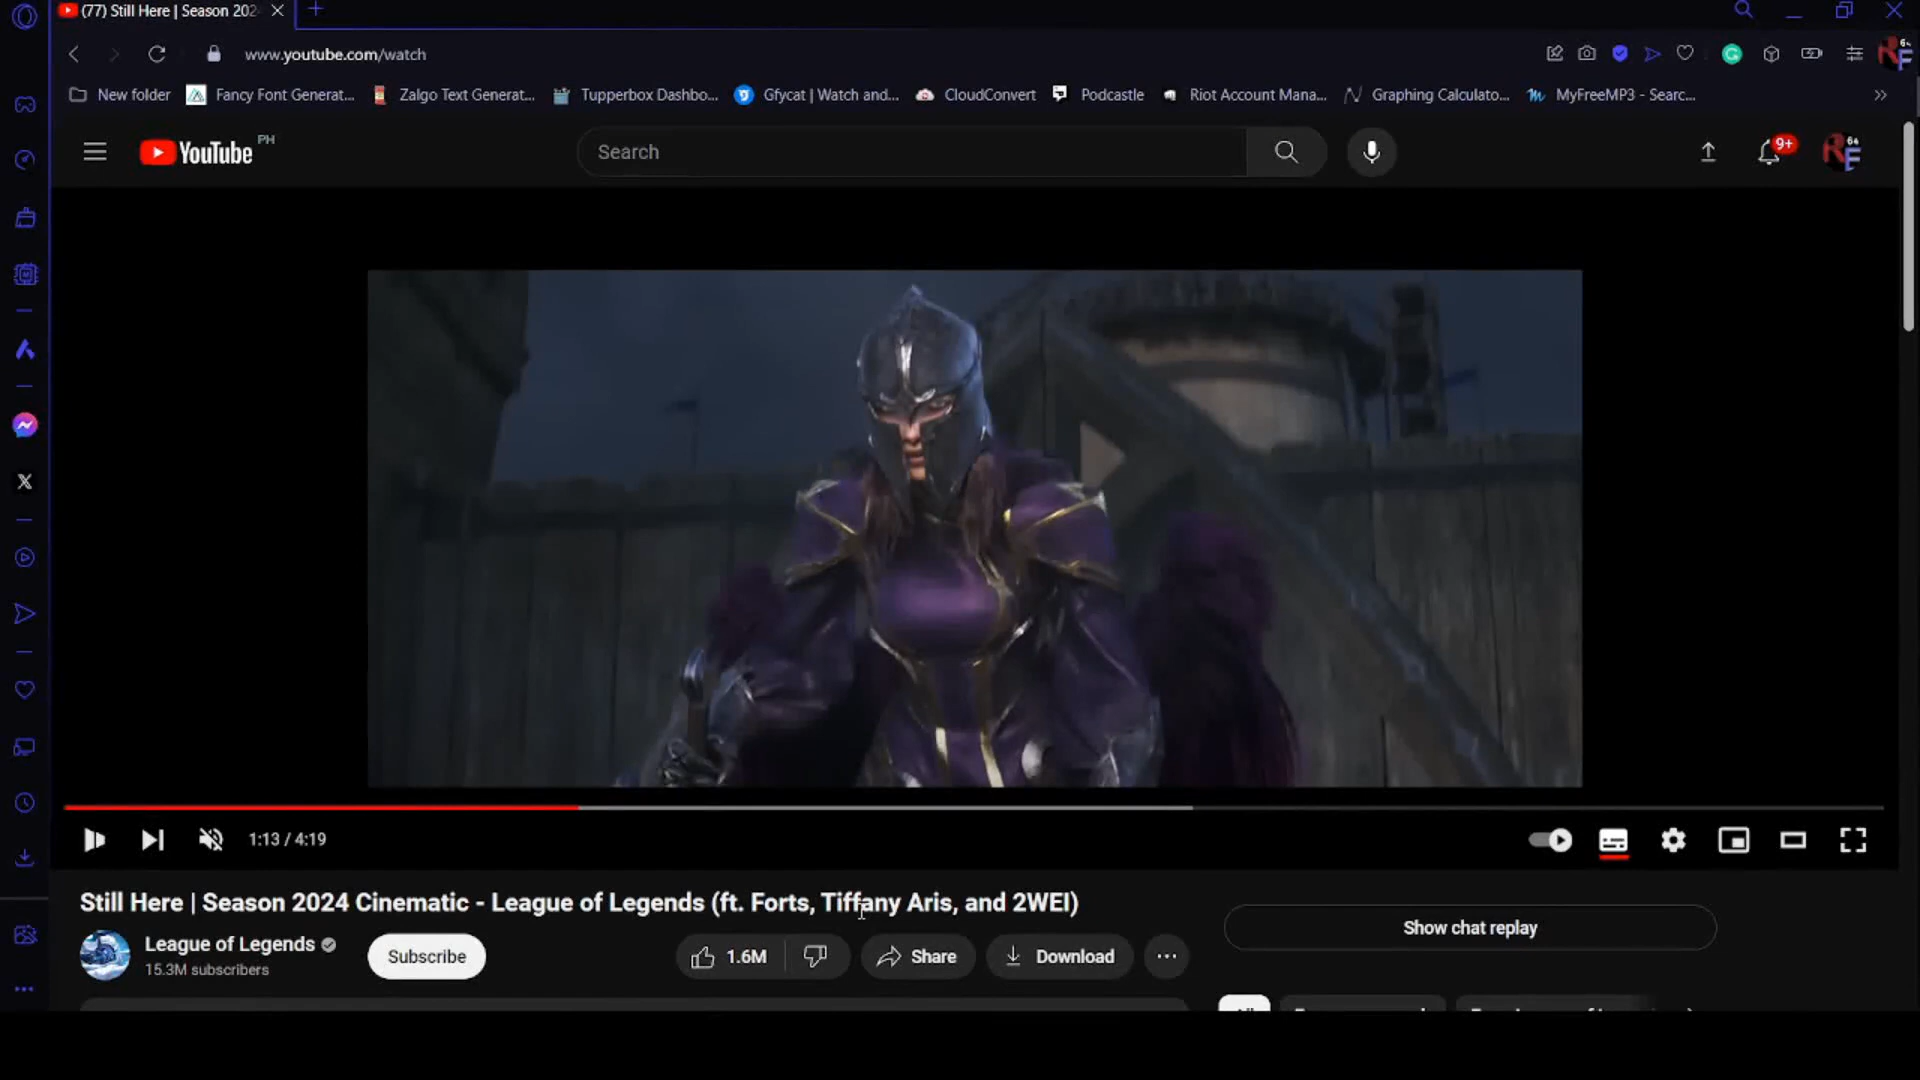 (77) Still Here | Season 202
www.youtube.com/watch
New folder
Fancy Font Generat...
Zalgo Text Generat...
Tupperbox Dashbo...
Gfycat | Watch and...
CloudConvert
Podcastle
Riot Account Mana...
Graphing Calculato...
MyFreeMP3 - Searc...
YouTube PH
Search
9+
1:13 / 4:19
Still Here | Season 2024 Cinematic - League of Legends (ft. Forts, Tiffany Aris, and 2WEI)
League of Legends
15.3M subscribers
Subscribe
1.6M
Share
Download
Show chat replay